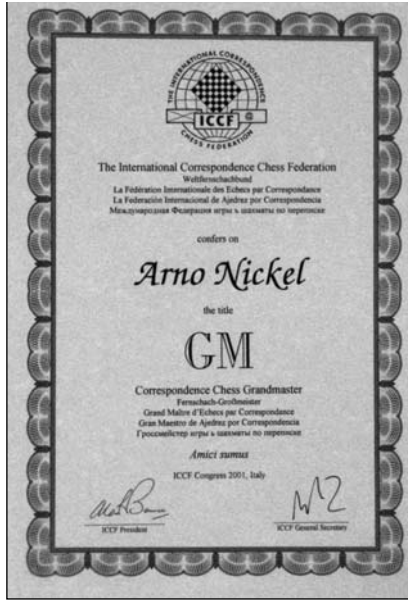 THE INTERNATIONAL CORRESPONDENCE
ICCF
CHESS FEDERATION
The International Correspondence Chess Federation
Weltfernschachbund
La Fédération Internationale des Echecs par Correspondance
La Federación Internacional de Ajedrez por Correspondencia
Международная Федерация игры ъ шахматы по переписке
confers on
Arno Nickel
the title
GM
Correspondence Chess Grandmaster
Fernschach-Großmeister
Grand Maître d'Echecs par Correspondance
Gran Maestro de Ajedrez por Correspondencia
Гроссмейстер игры ъ шахматы по переписке
Amici sumus
ICCF Congress 2001, Italy
ICCF President
ICCF General Secretary